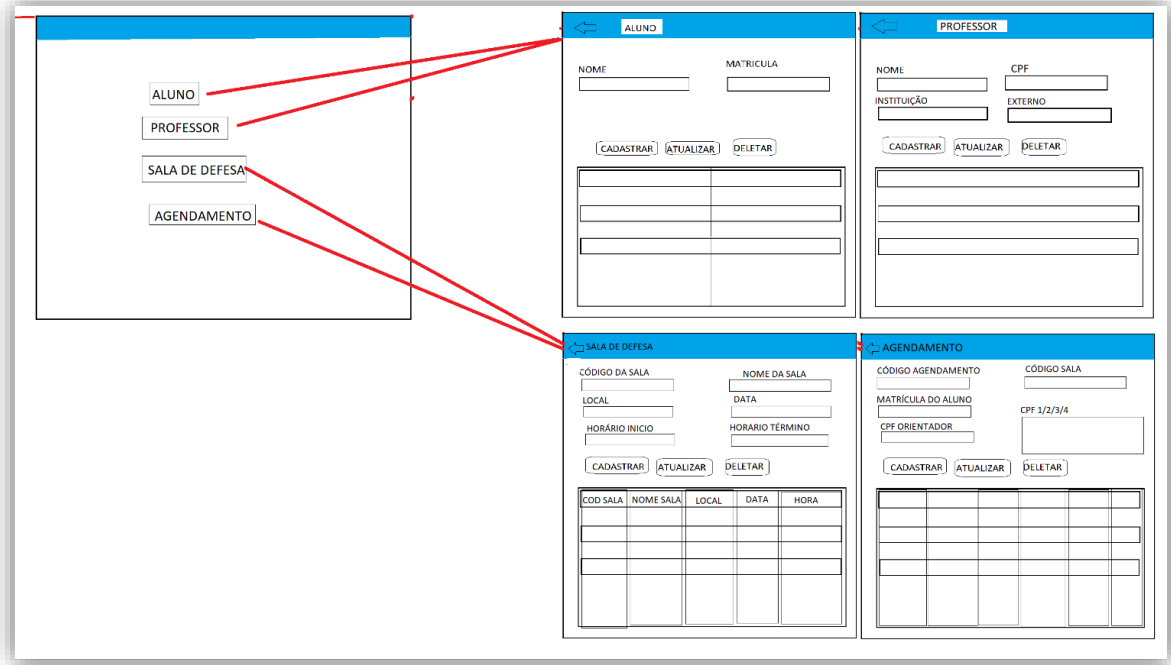 ALUNO
PROFESSOR
SALA DE DEFESA
AGENDAMENTO
ALUNO
NOME
MATRICULA
CADASTRAR ATUALIZAR DELETAR
PROFESSOR
NOME
CPF
INSTITUIÇÃO
EXTERNO
CADASTRAR ATUALIZAR DELETAR
SALA DE DEFESA
CÓDIGO DA SALA
NOME DA SALA
LOCAL
DATA
HORÁRIO INICIO
HORARIO TÉRMINO
CADASTRAR ATUALIZAR DELETAR
COD SALA NOME SALA LOCAL DATA HORA
AGENDAMENTO
CÓDIGO AGENDAMENTO
CÓDIGO SALA
MATRÍCULA DO ALUNO
CPF 1/2/3/4
CPF ORIENTADOR
CADASTRAR ATUALIZAR DELETAR